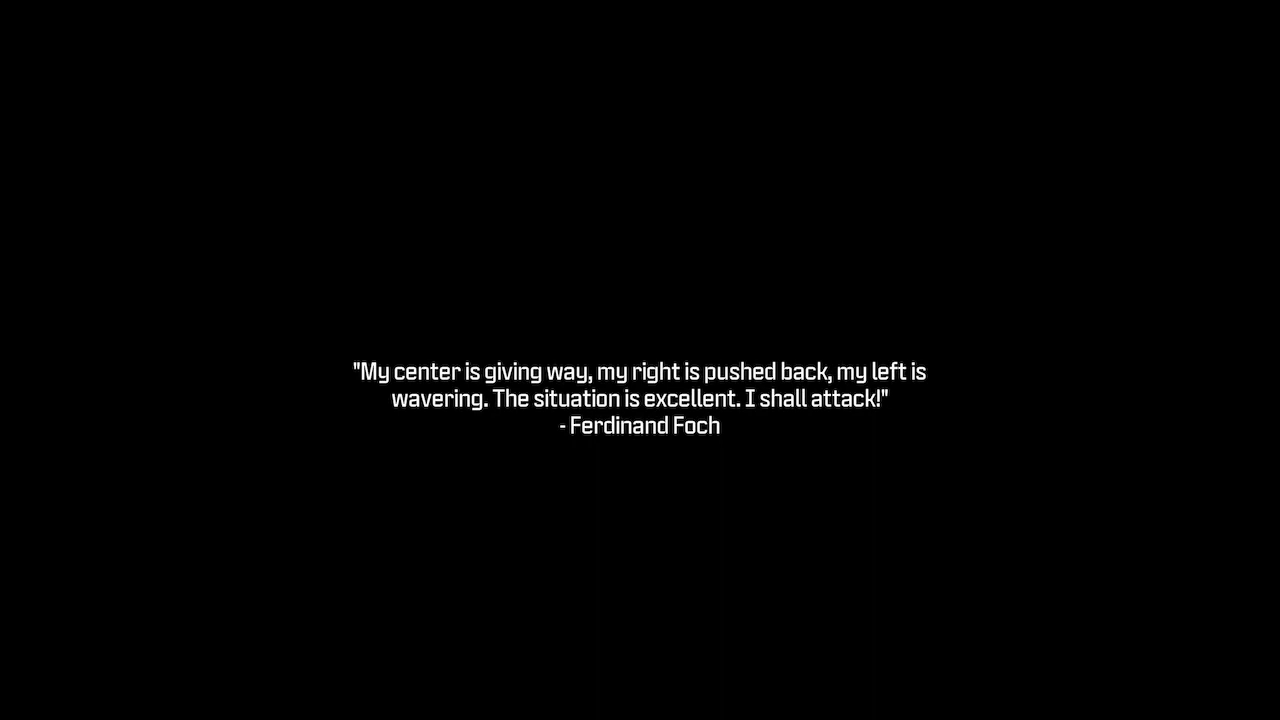 "My center is giving way, my right is pushed back, my left is
wavering. The situation is excellent. I shall attack!"
- Ferdinand Foch